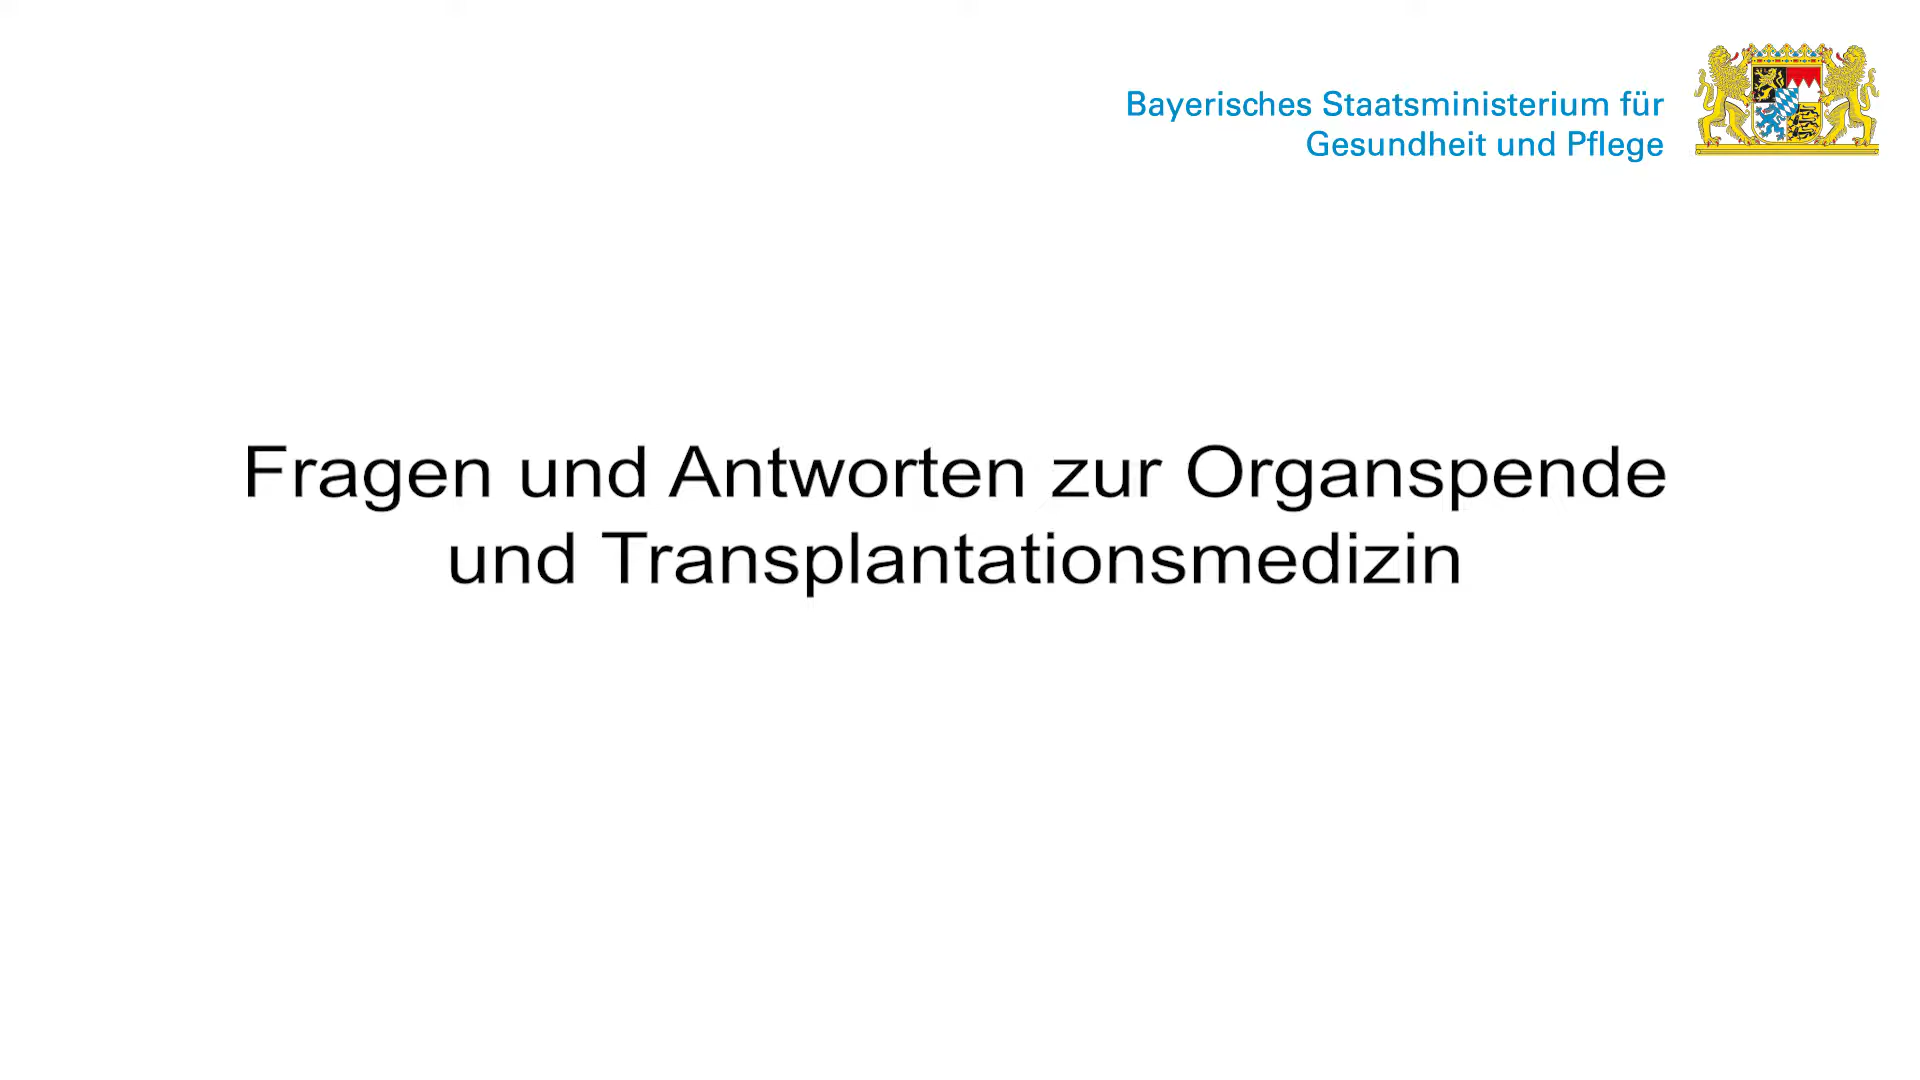 Bayerisches Staatsministerium für
Gesundheit und Pflege
Fragen und Antworten zur Organspende
und Transplantationsmedizin